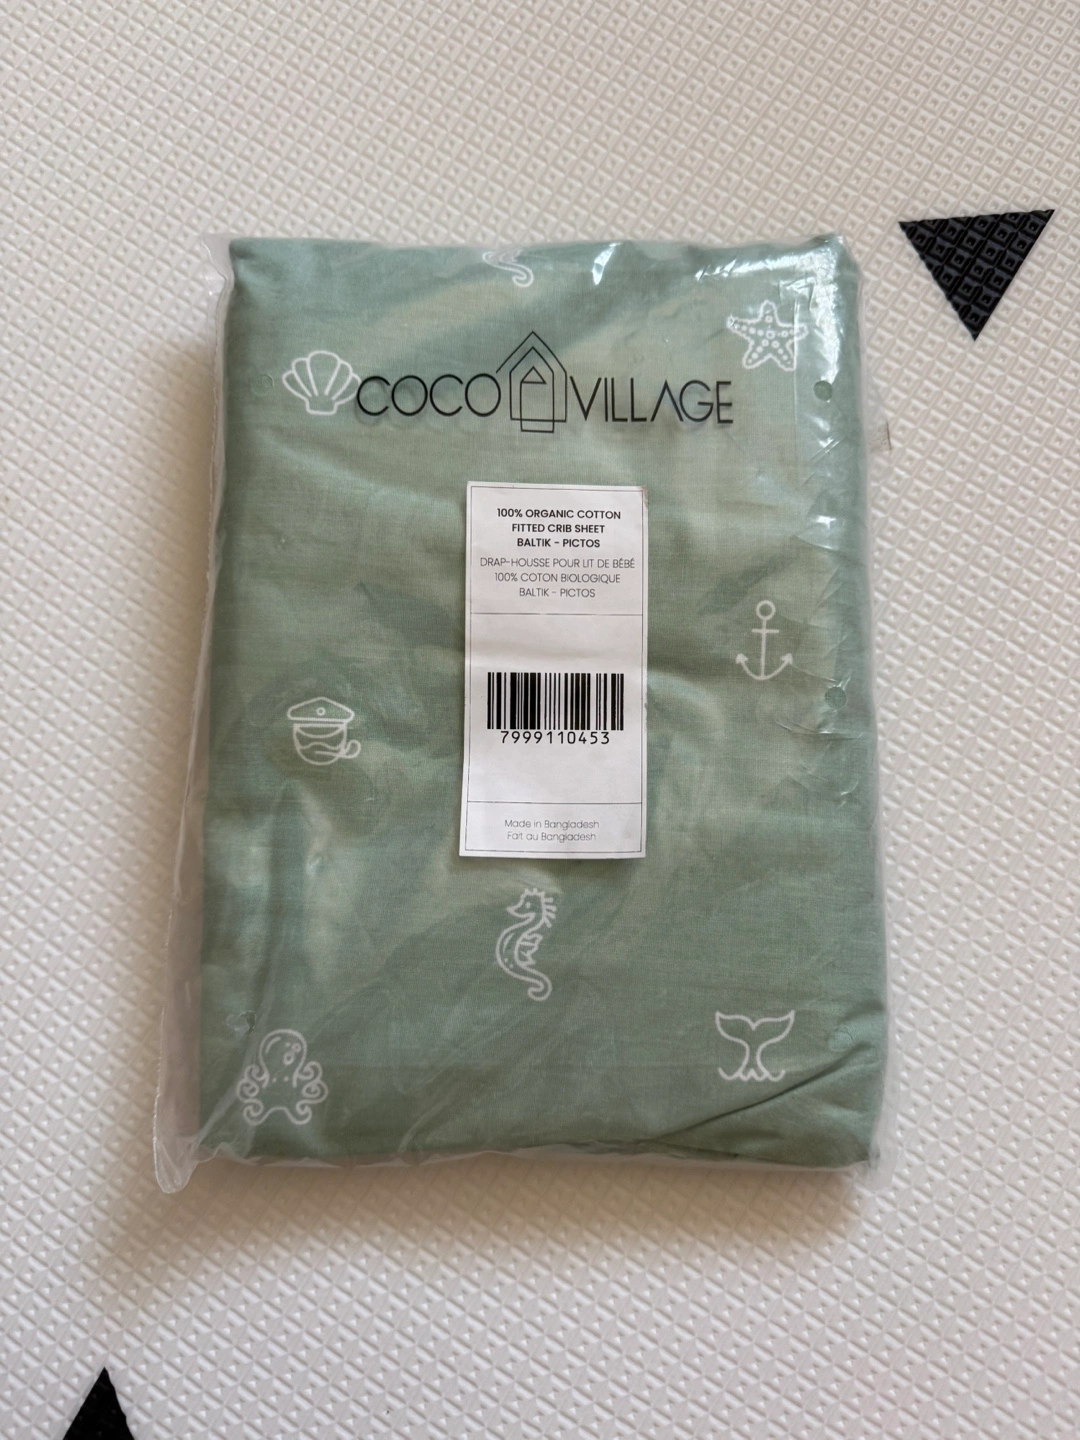 COCO VILLAGE
100% ORGANIC COTTON
FITTED CRIB SHEET
BALTIK - PICTOS
DRAP-HOUSSE POUR LIT DE BÉBÉ
100% COTON BIOLOGIQUE
BALTIK - PICTOS
7999110453
Made in Bangladesh
Fait au Bangladesh